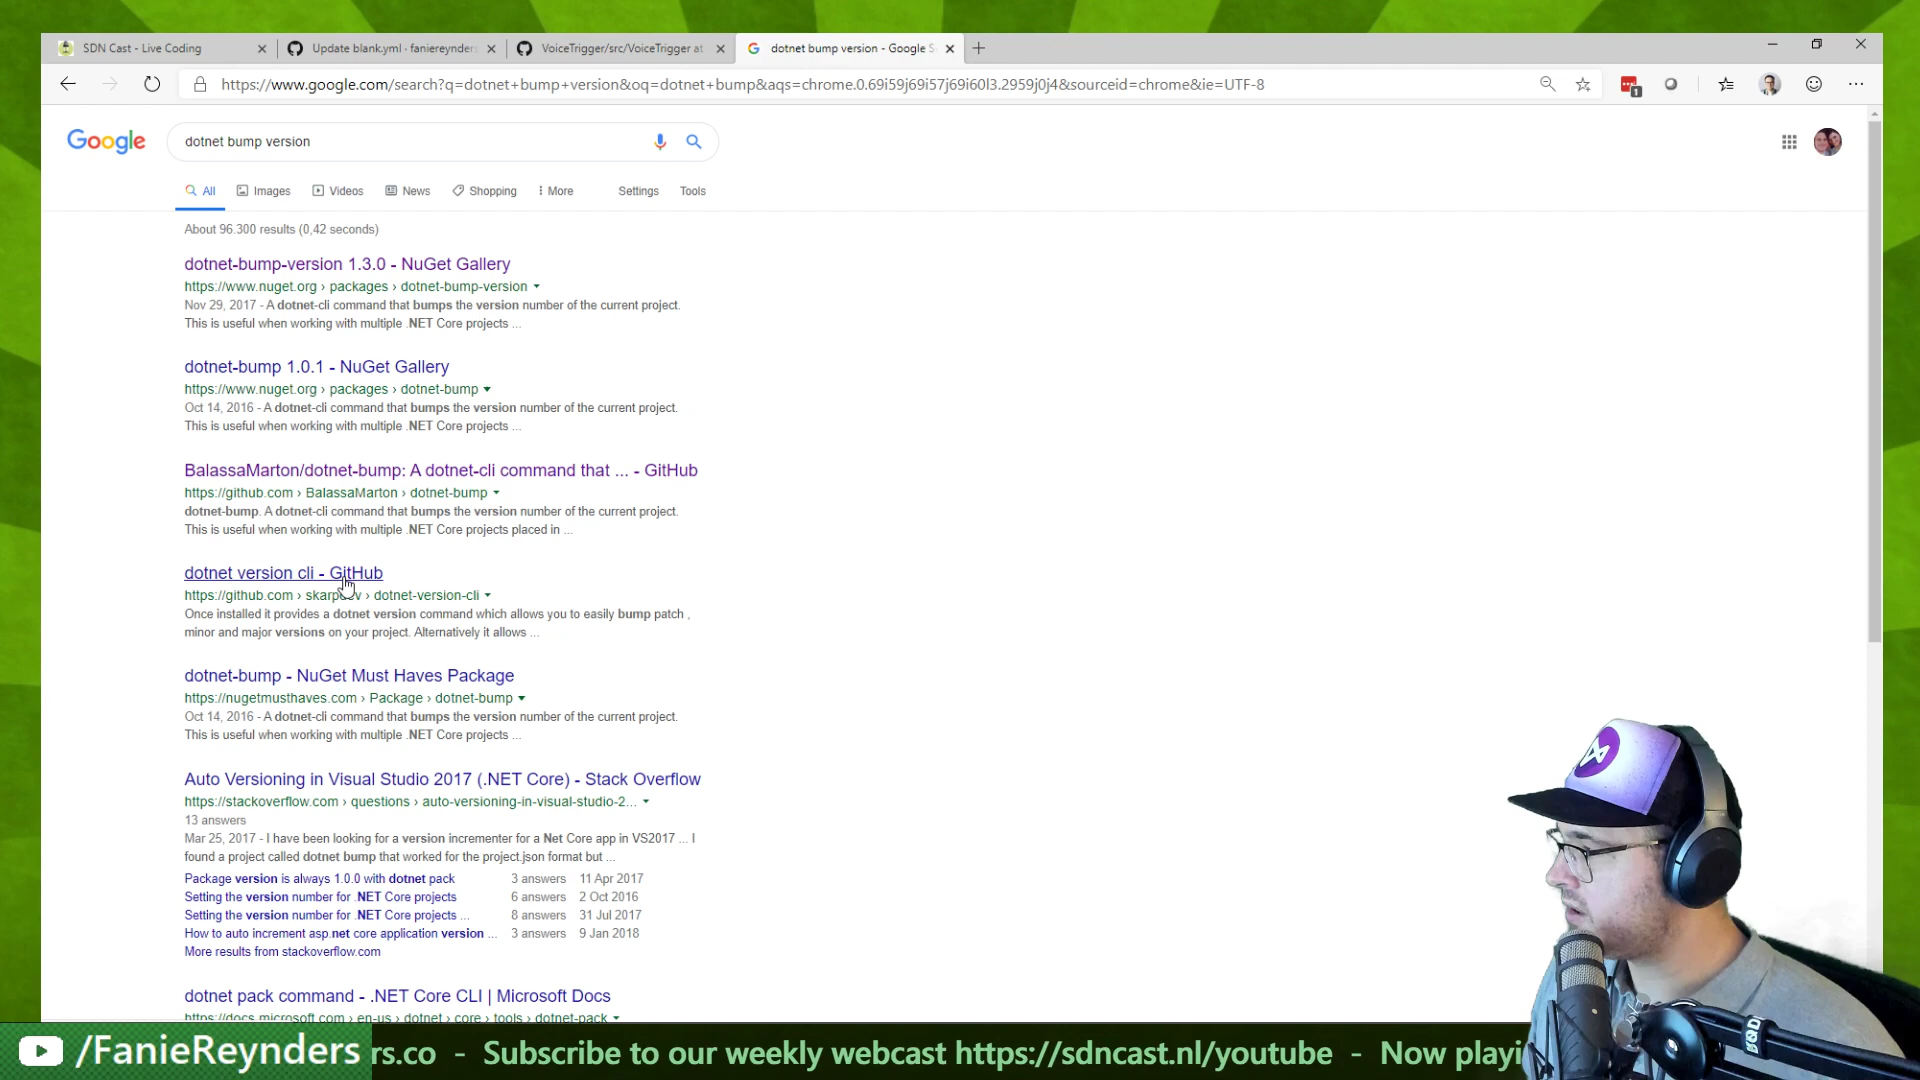 SDN Cast - Live Coding
Update blank.yml · faniereynders
VoiceTrigger/src/VoiceTrigger at
dotnet bump version - Google S
https://www.google.com/search?q=dotnet+bump+version&oq=dotnet+bump&aqs=chrome.0.69i59j69i57j69i60l3.2959j0j4&sourceid=chrome&ie=UTF-8
1
Google
dotnet bump version
All Images Videos News Shopping More Settings Tools
About 96.300 results (0,42 seconds)
dotnet-bump-version 1.3.0 - NuGet Gallery
https://www.nuget.org › packages › dotnet-bump-version
Nov 29, 2017 - A dotnet-cli command that bumps the version number of the current project.
This is useful when working with multiple .NET Core projects ...
dotnet-bump 1.0.1 - NuGet Gallery
https://www.nuget.org › packages › dotnet-bump
Oct 14, 2016 - A dotnet-cli command that bumps the version number of the current project.
This is useful when working with multiple .NET Core projects ...
BalassaMarton/dotnet-bump: A dotnet-cli command that ... - GitHub
https://github.com › BalassaMarton › dotnet-bump
dotnet-bump. A dotnet-cli command that bumps the version number of the current project.
This is useful when working with multiple .NET Core projects placed in ...
dotnet version cli - GitHub
https://github.com › skarpdev › dotnet-version-cli
Once installed it provides a dotnet version command which allows you to easily bump patch ,
minor and major versions on your project. Alternatively it allows ...
dotnet-bump - NuGet Must Haves Package
https://nugetmusthaves.com › Package › dotnet-bump
Oct 14, 2016 - A dotnet-cli command that bumps the version number of the current project.
This is useful when working with multiple .NET Core projects ...
Auto Versioning in Visual Studio 2017 (.NET Core) - Stack Overflow
https://stackoverflow.com › questions › auto-versioning-in-visual-studio-2...
13 answers
Mar 25, 2017 - I have been looking for a version incrementer for a Net Core app in VS2017 ... I
found a project called dotnet bump that worked for the project.json format but ...
Package version is always 1.0.0 with dotnet pack 3 answers 11 Apr 2017
Setting the version number for .NET Core projects 6 answers 2 Oct 2016
Setting the version number for .NET Core projects ... 8 answers 31 Jul 2017
How to auto increment asp.net core application version ... 3 answers 9 Jan 2018
More results from stackoverflow.com
dotnet pack command - .NET Core CLI | Microsoft Docs
https://docs.microsoft.com › en-us › dotnet › core › tools › dotnet-pack
/FanieReynders
rs.co - Subscribe to our weekly webcast https://sdncast.nl/youtube - Now playi